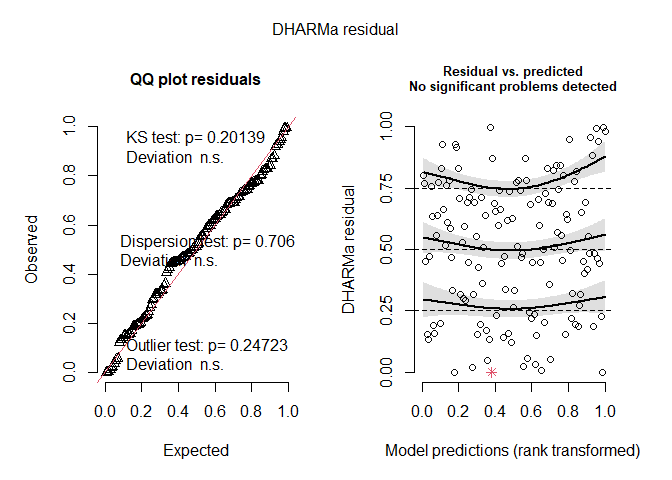 DHARMa residual
QQ plot residuals
KS test: p= 0.20139
Deviation n.s.
Dispersion test: p= 0.706
Deviation n.s.
Outlier test: p= 0.24723
Deviation n.s.
Observed
0.0 0.2 0.4 0.6 0.8 1.0
0.0 0.2 0.4 0.6 0.8 1.0
Expected
Residual vs. predicted
No significant problems detected
DHARMa residual
0.00 0.25 0.50 0.75 1.00
0.0 0.2 0.4 0.6 0.8 1.0
Model predictions (rank transformed)